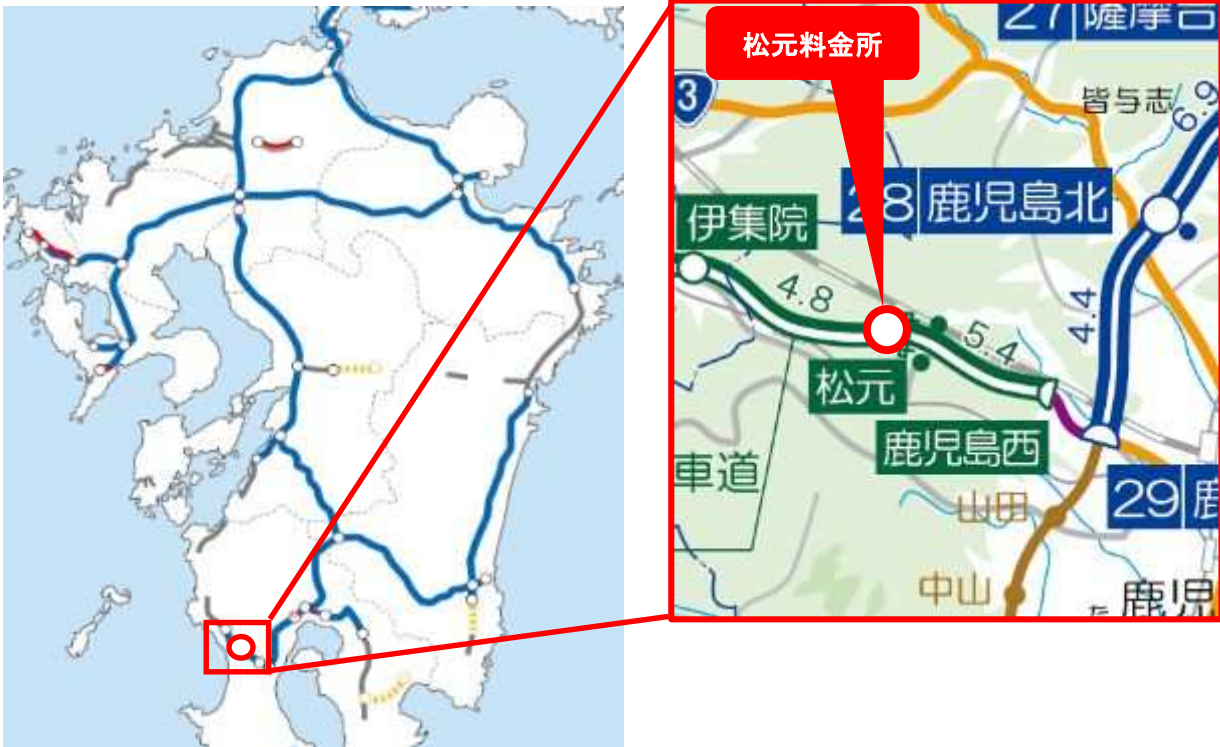 27 薩摩
松元料金所
3
皆与志
6.9
伊集院
28 鹿児島北
4.8
4.4
5.4
松元
鹿児島西
車道
29 鹿
山田
中山
鹿児